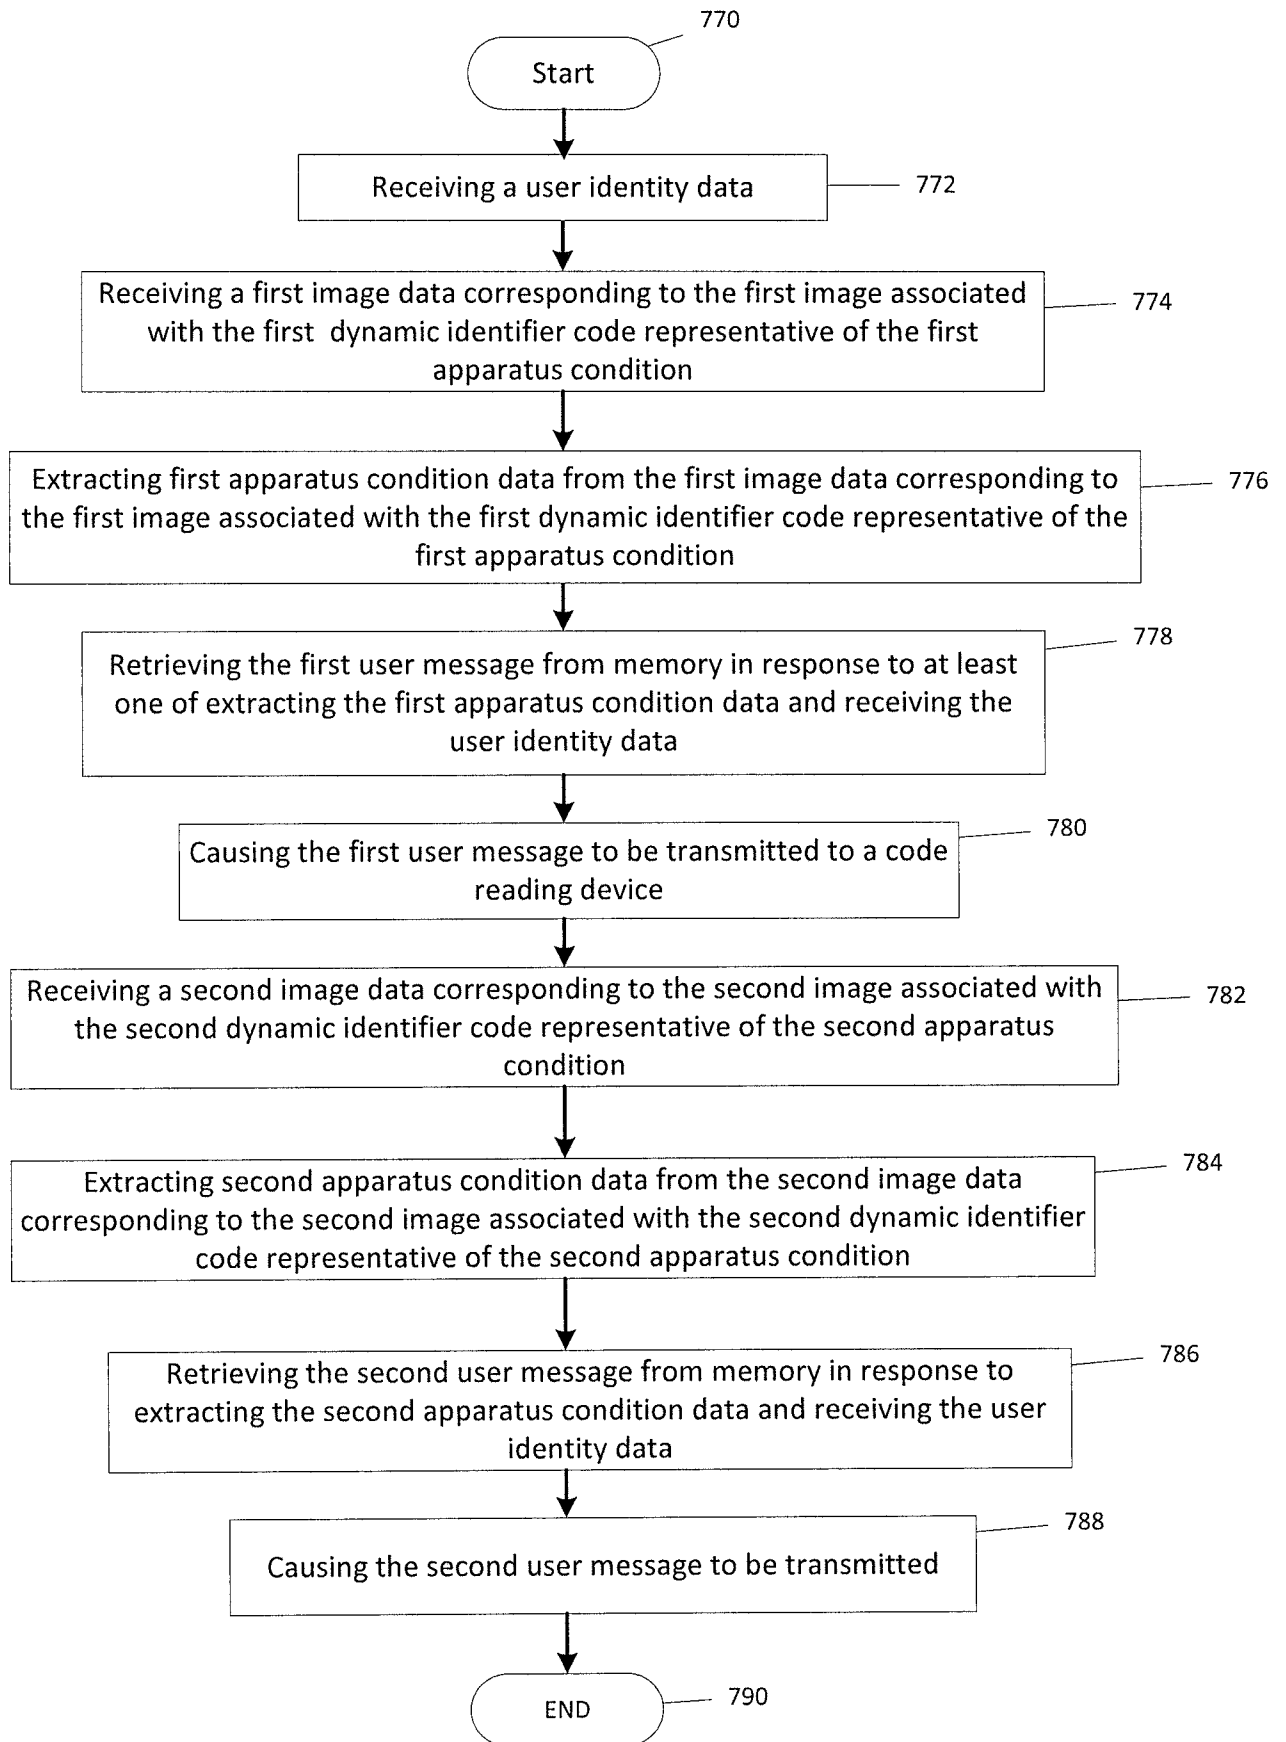 770
Start
Receiving a user identity data
772
Receiving a first image data corresponding to the first image associated
with the first dynamic identifier code representative of the first
apparatus condition
774
Extracting first apparatus condition data from the first image data corresponding to
the first image associated with the first dynamic identifier code representative of the
first apparatus condition
776
Retrieving the first user message from memory in response to at least
one of extracting the first apparatus condition data and receiving the
user identity data
778
Causing the first user message to be transmitted to a code
reading device
780
Receiving a second image data corresponding to the second image associated with
the second dynamic identifier code representative of the second apparatus
condition
782
Extracting second apparatus condition data from the second image data
corresponding to the second image associated with the second dynamic identifier
code representative of the second apparatus condition
784
Retrieving the second user message from memory in response to
extracting the second apparatus condition data and receiving the user
identity data
786
Causing the second user message to be transmitted
788
END
790